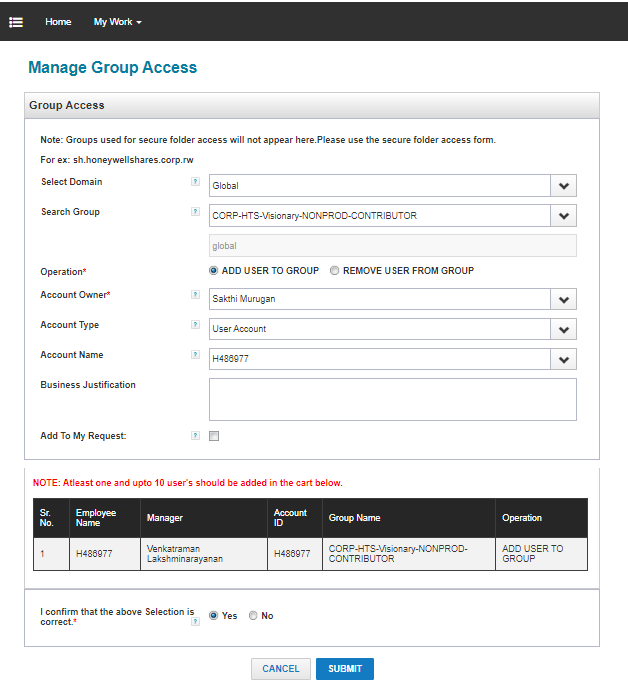 Home My Work
Manage Group Access
Group Access
Note: Groups used for secure folder access will not appear here.Please use the secure folder access form.
For ex: sh.honeywellshares.corp.rw
Select Domain ? Global
Search Group ? CORP-HTS-Visionary-NONPROD-CONTRIBUTOR
global
Operation* ADD USER TO GROUP REMOVE USER FROM GROUP
Account Owner* ? Sakthi Murugan
Account Type ? User Account
Account Name ? H486977
Business Justification
Add To My Request: ?
NOTE: Atleast one and upto 10 user's should be added in the cart below.
Sr. No. Employee Name Manager Account ID Group Name Operation
1 H486977 Venkatraman Lakshminarayanan H486977 CORP-HTS-Visionary-NONPROD-CONTRIBUTOR ADD USER TO GROUP
I confirm that the above Selection is
correct.* ? Yes No
CANCEL SUBMIT